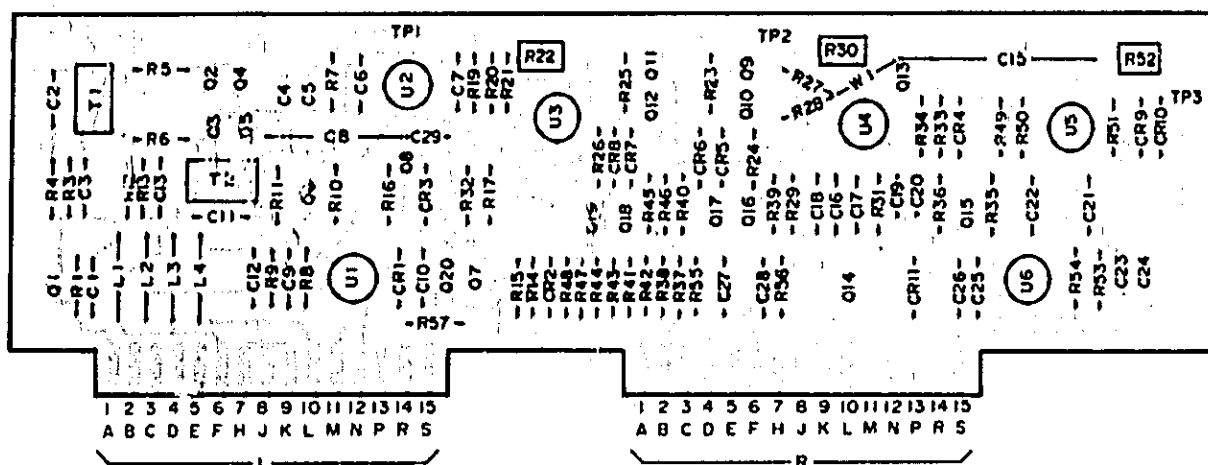 TP1
TP2
R30
C15
R52
R22
R5
Q2
Q4
C4
C5
R7
C6
U2
C7
R19
R20
R21
R25
Q12
Q11
R23
Q10
Q9
R27
R28
W1
Q13
C2
T1
U3
U4
R34
R33
CR4
R49
R50
U5
R51
CR9
CR10
TP3
R6
Q3
C8
C29
Q8
R26
CR8
CR7
CR6
CR5
R24
R4
R3
C3
R13
C13
T2
R11
R10
R16
CR3
R32
R17
Q18
R45
R46
R40
Q17
Q16
R39
R29
C18
C16
C17
R31
C19
C20
R36
Q15
R35
C22
C21
C11
Q1
R1
C1
L1
L2
L3
L4
C12
R9
C9
R8
U1
CR1
C10
Q20
Q7
R15
R14
CR2
R48
R47
R44
R43
R41
R42
R38
R37
R55
C27
C28
R56
Q14
CR11
C26
C25
U6
R54
R53
C23
C24
R57
1 2 3 4 5 6 7 8 9 10 11 12 13 14 15
A B C D E F H J K L M N P R S
L
1 2 3 4 5 6 7 8 9 10 11 12 13 14 15
A B C D E F H J K L M N P R S
R